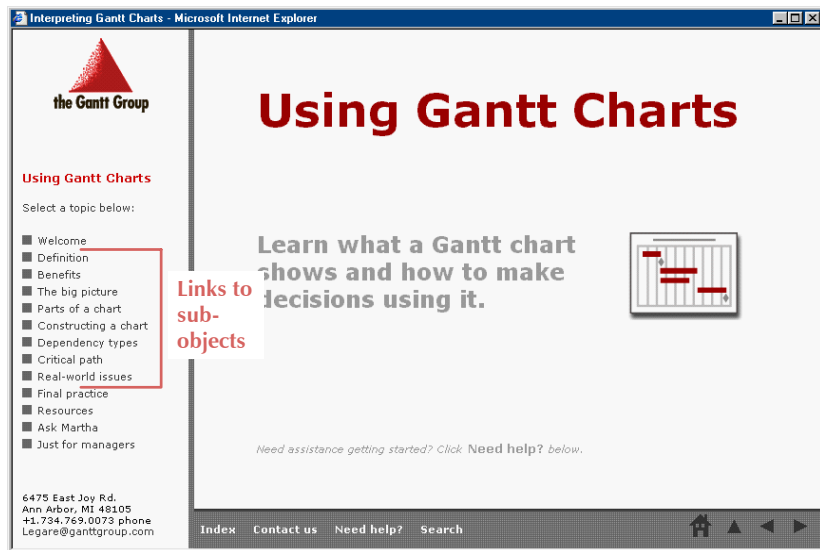 Interpreting Gantt Charts - Microsoft Internet Explorer
the Gantt Group
Using Gantt Charts
Select a topic below:
Welcome
Definition
Benefits
The big picture
Parts of a chart
Constructing a chart
Dependency types
Critical path
Real-world issues
Final practice
Resources
Ask Martha
Just for managers
Links to
sub-
objects
6475 East Joy Rd.
Ann Arbor, MI 48105
+1.734.769.0073 phone
Legare@ganttgroup.com
Using Gantt Charts
Learn what a Gantt chart
shows and how to make
decisions using it.
Need assistance getting started? Click Need help? below.
Index Contact us Need help? Search